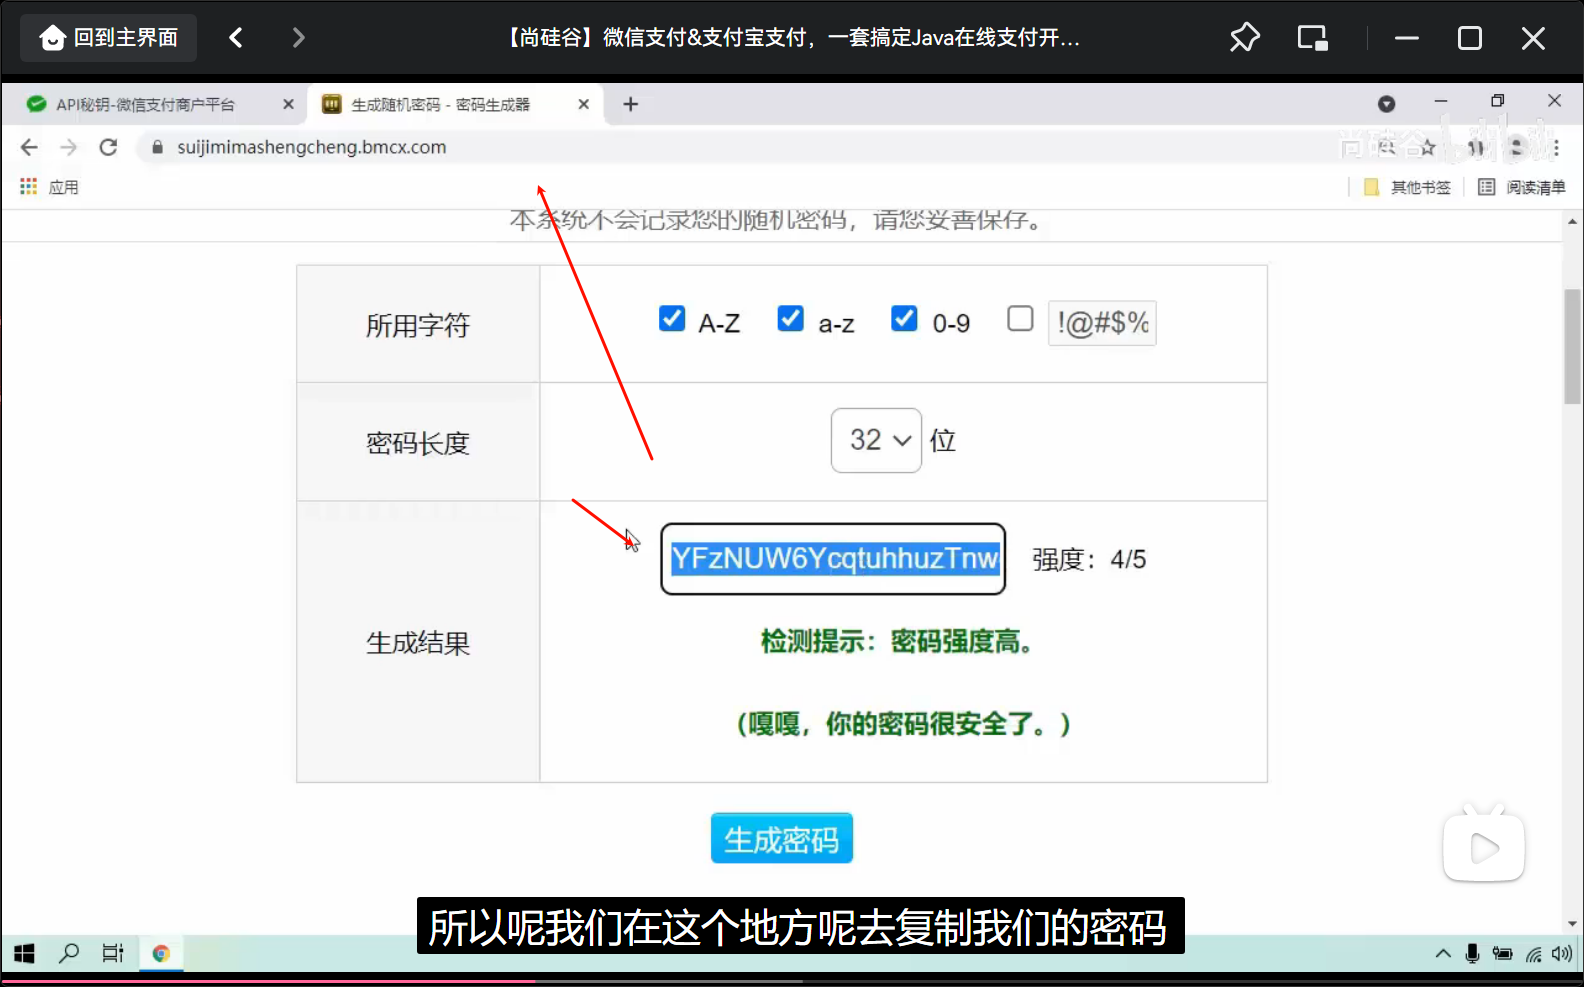 回到主界面
【尚硅谷】微信支付&支付宝支付，一套搞定Java在线支付开...
API秘钥-微信支付商户平台
生成随机密码 - 密码生成器
suijimimashengcheng.bmcx.com
尚硅谷
bilibili
应用
其他书签
阅读清单
本系统不会记录您的随机密码，请您妥善保存。
所用字符
A-Z
a-z
0-9
!@#$%
密码长度
32
位
YFzNUW6YcqtuhhuzTnw
强度：4/5
生成结果
检测提示：密码强度高。
（嘎嘎，你的密码很安全了。）
生成密码
所以呢我们在这个地方呢去复制我们的密码